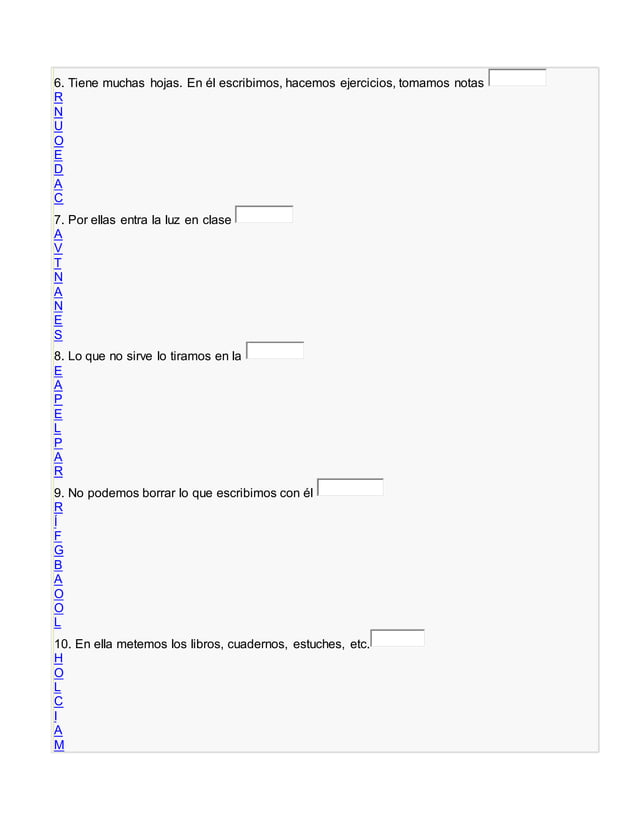 6. Tiene muchas hojas. En él escribimos, hacemos ejercicios, tomamos notas
R
N
U
O
E
D
A
C
7. Por ellas entra la luz en clase
A
V
T
N
A
N
E
S
8. Lo que no sirve lo tiramos en la
E
A
P
E
L
P
A
R
9. No podemos borrar lo que escribimos con él
R
Í
F
G
B
A
O
O
L
10. En ella metemos los libros, cuadernos, estuches, etc.
H
O
L
C
I
A
M